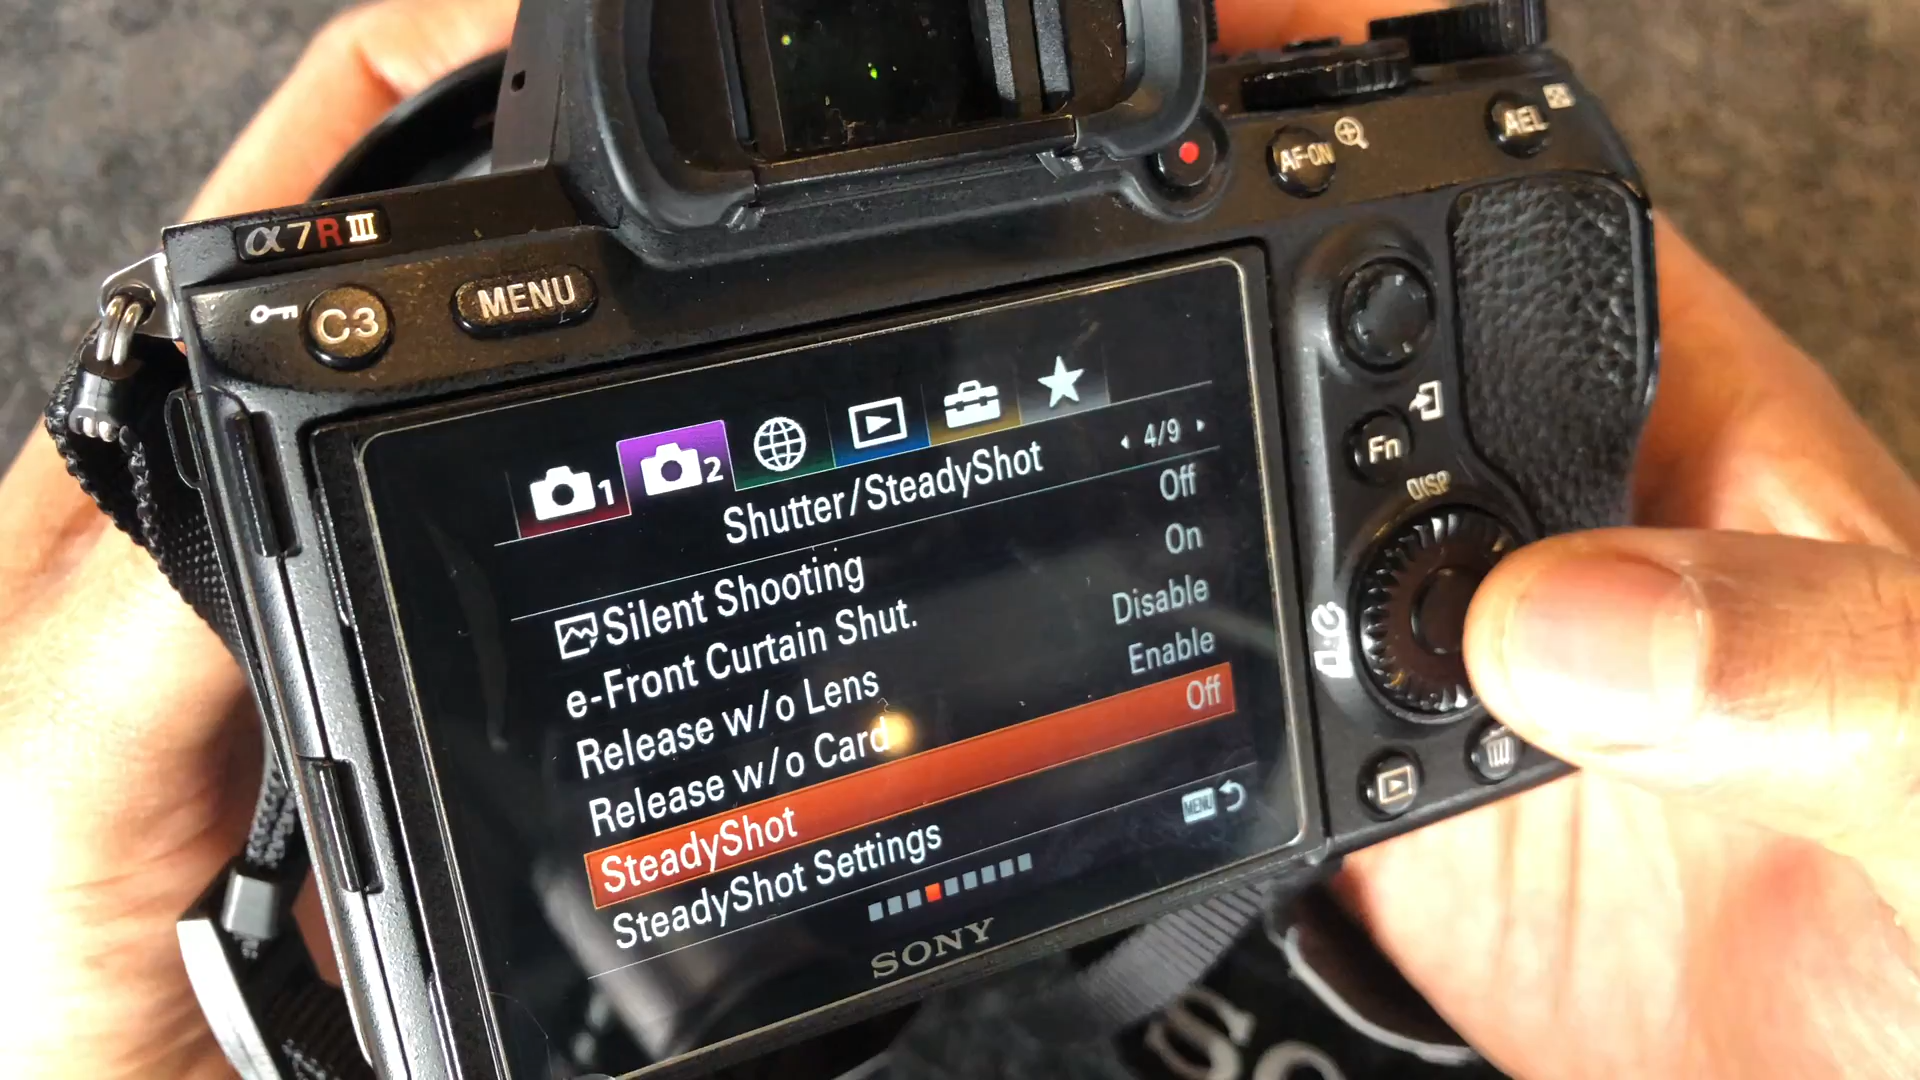 AEL
AF-ON
α7RIII
C3
MENU
1
2
Shutter/SteadyShot
4/9
Silent Shooting Off
e-Front Curtain Shut. On
Release w/o Lens Disable
Release w/o Card Enable
SteadyShot Off
SteadyShot Settings
MENU
SONY
Fn
DISP
SO